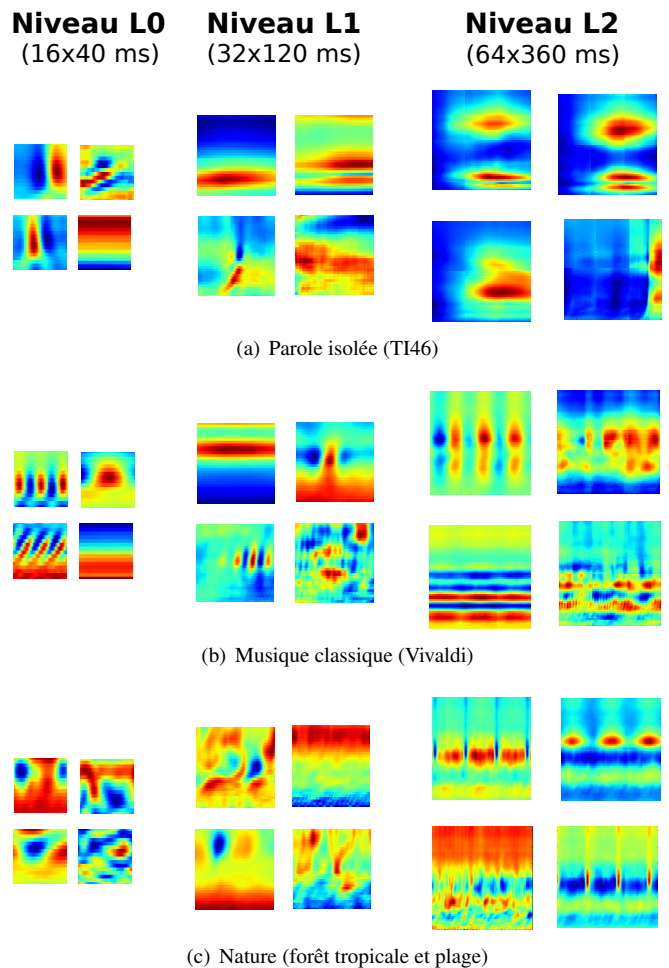 Niveau L0 Niveau L1 Niveau L2
(16x40 ms) (32x120 ms) (64x360 ms)
(a) Parole isolée (TI46)
(b) Musique classique (Vivaldi)
(c) Nature (forêt tropicale et plage)